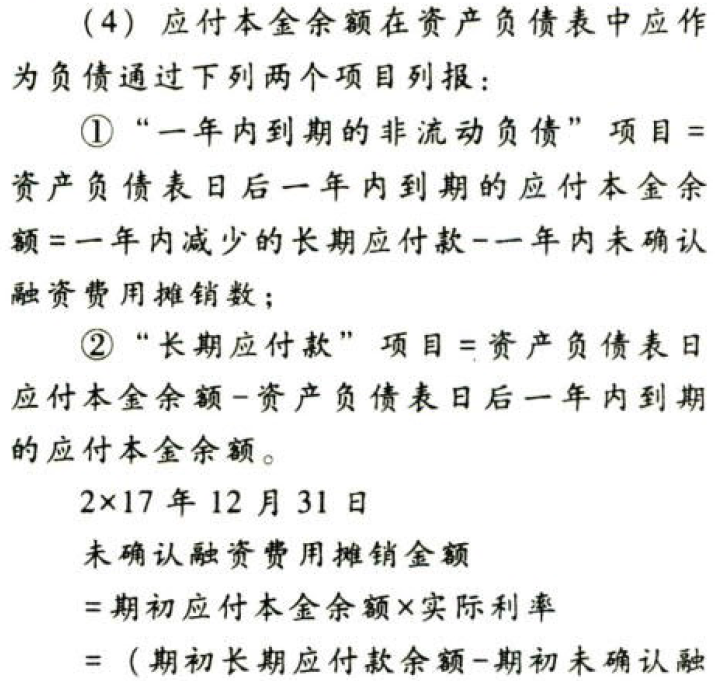 （4）应付本金余额在资产负债表中应作
为负债通过下列两个项目列报：
①“一年内到期的非流动负债”项目=
资产负债表日后一年内到期的应付本金余
额=一年内减少的长期应付款-一年内未确认
融资费用摊销数；
②“长期应付款”项目=资产负债表日
应付本金余额-资产负债表日后一年内到期
的应付本金余额。
2×17 年 12 月 31 日
未确认融资费用摊销金额
=期初应付本金余额×实际利率
=（期初长期应付款余额-期初未确认融